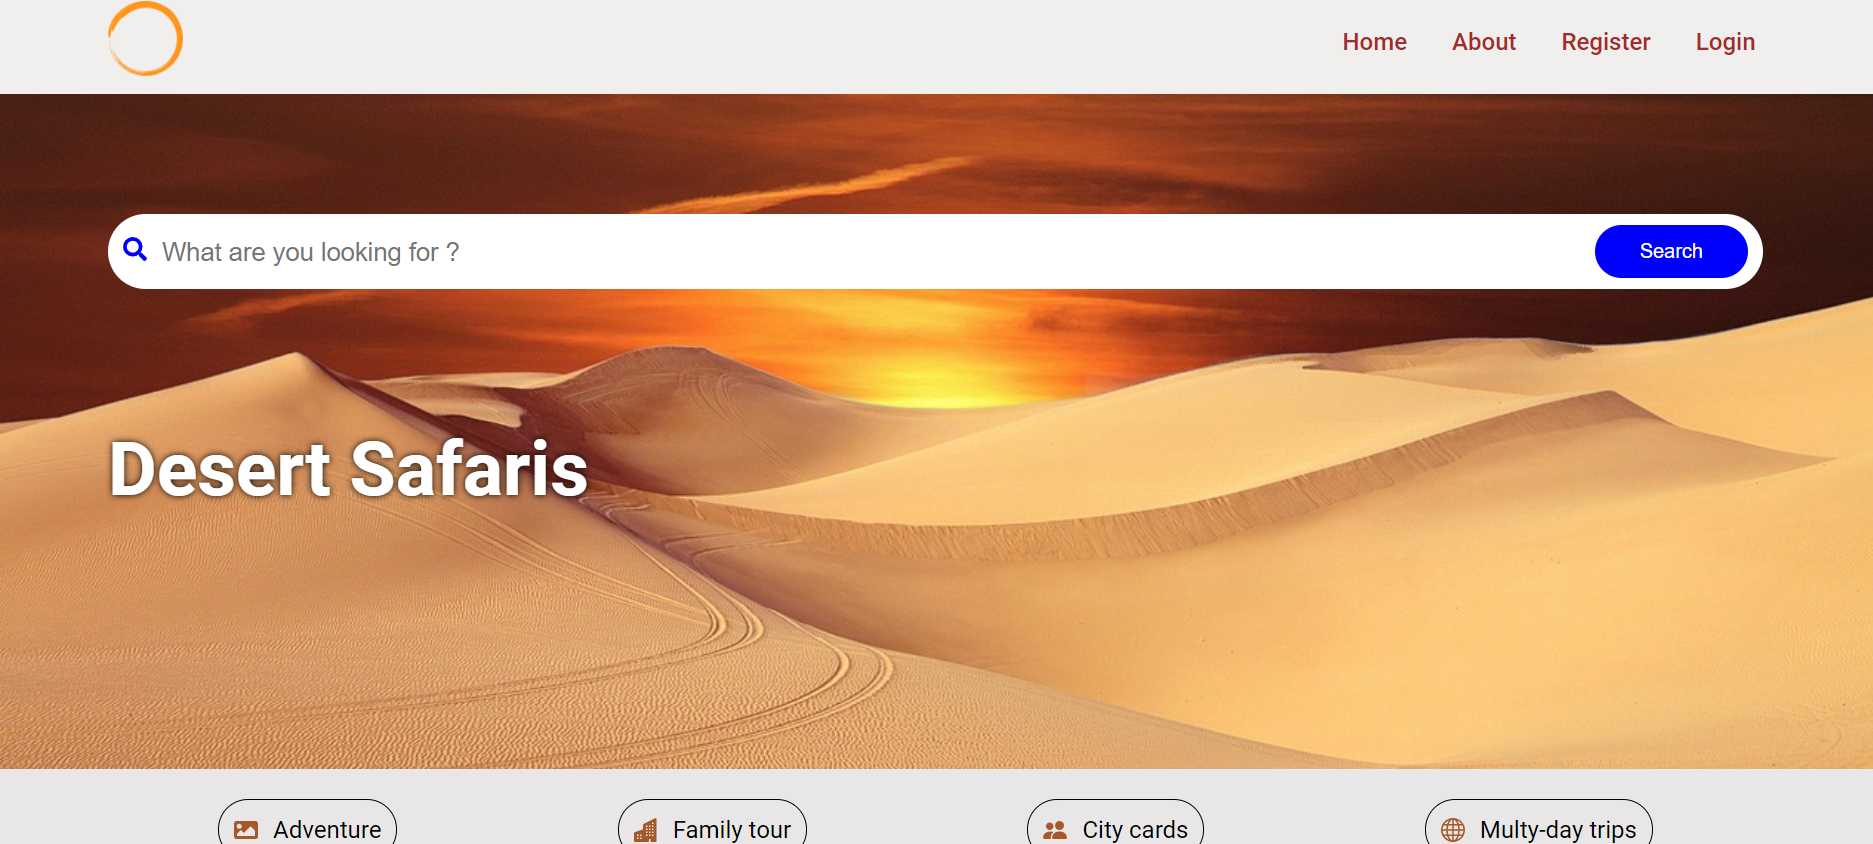 Home About Register Login
What are you looking for ?
Search
Desert Safaris
Adventure
Family tour
City cards
Multy-day trips